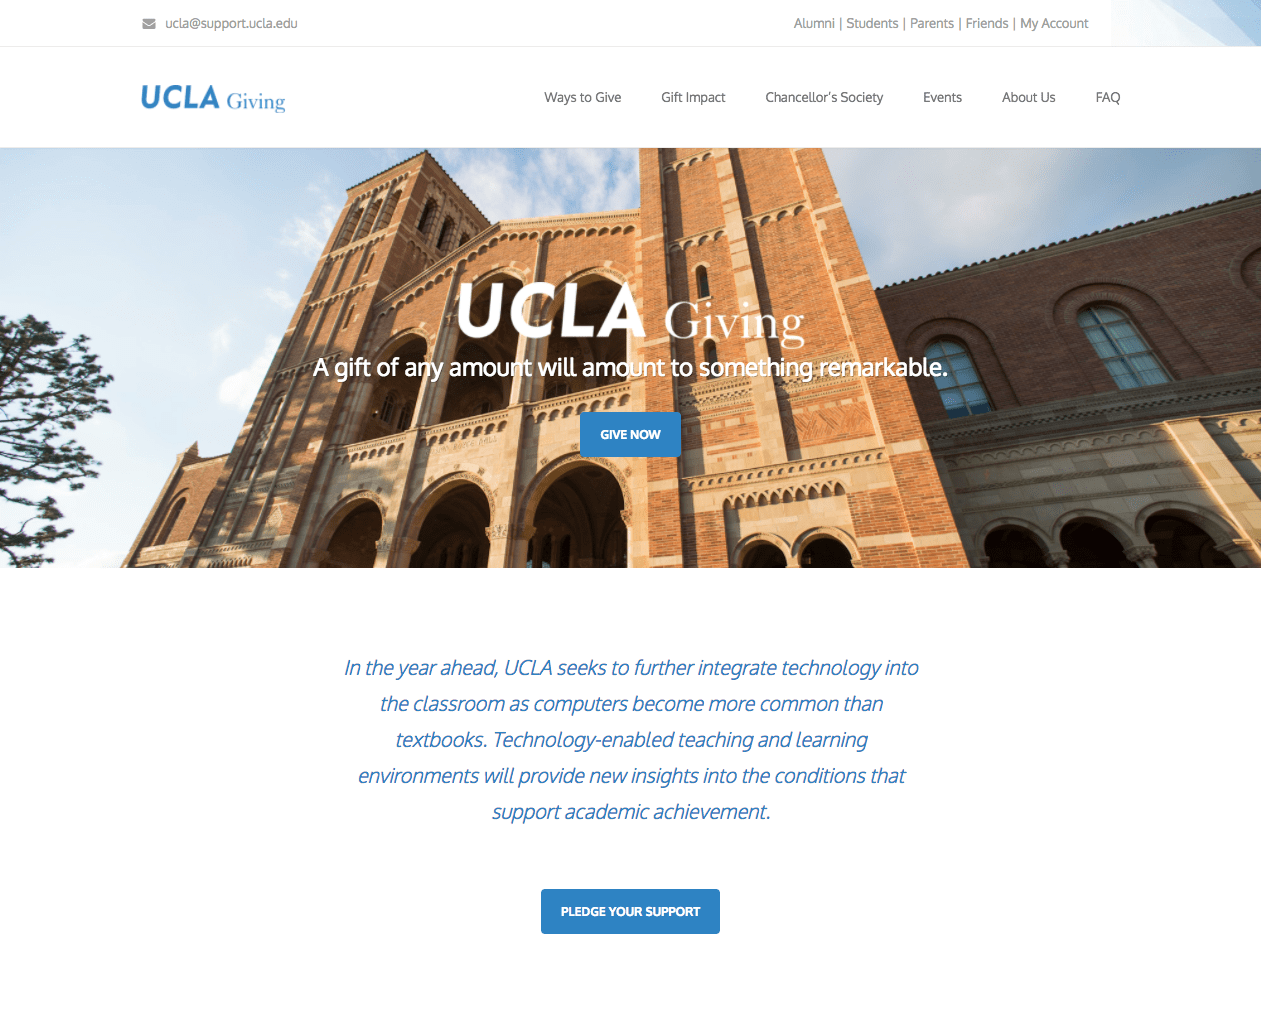 ucla@support.ucla.edu
Alumni | Students | Parents | Friends | My Account
UCLA Giving
Ways to Give
Gift Impact
Chancellor's Society
Events
About Us
FAQ
UCLA Giving
A gift of any amount will amount to something remarkable.
GIVE NOW
In the year ahead, UCLA seeks to further integrate technology into
the classroom as computers become more common than
textbooks. Technology-enabled teaching and learning
environments will provide new insights into the conditions that
support academic achievement.
PLEDGE YOUR SUPPORT